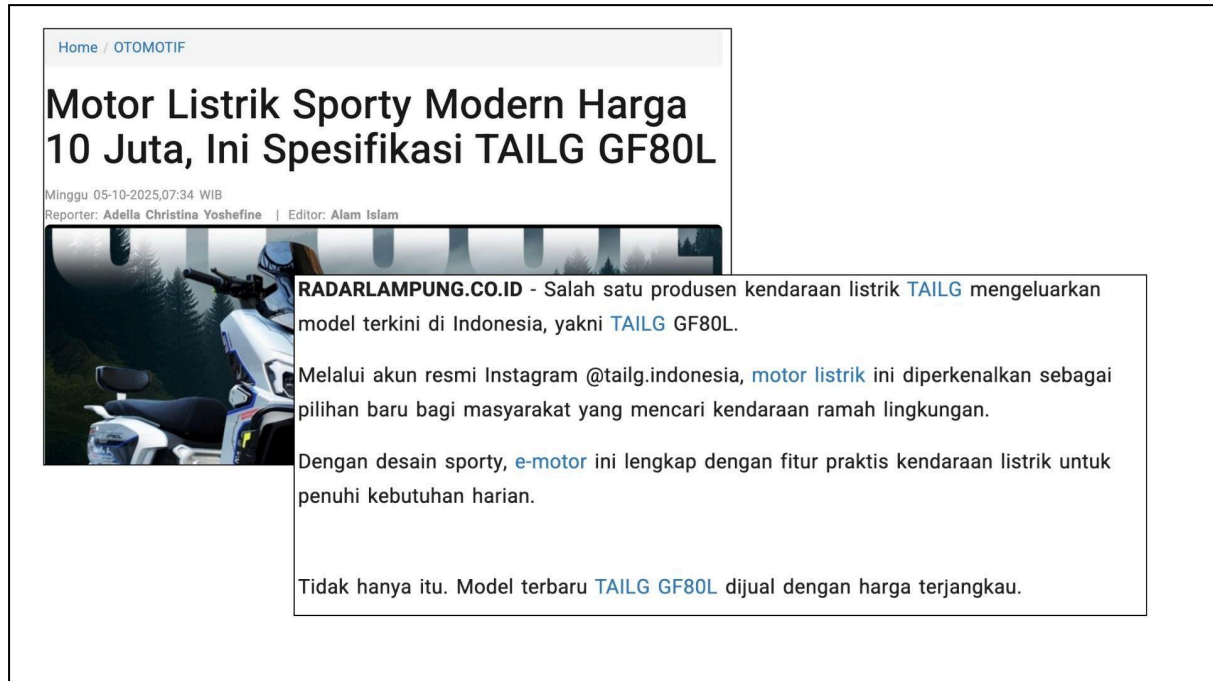 Home / OTOMOTIF
Motor Listrik Sporty Modern Harga
10 Juta, Ini Spesifikasi TAILG GF80L
Minggu 05-10-2025,07:34 WIB
Reporter: Adella Christina Yoshefine | Editor: Alam Islam
RADARLAMPUNG.CO.ID - Salah satu produsen kendaraan listrik TAILG mengeluarkan
model terkini di Indonesia, yakni TAILG GF80L.
Melalui akun resmi Instagram @tailg.indonesia, motor listrik ini diperkenalkan sebagai
pilihan baru bagi masyarakat yang mencari kendaraan ramah lingkungan.
Dengan desain sporty, e-motor ini lengkap dengan fitur praktis kendaraan listrik untuk
penuhi kebutuhan harian.
Tidak hanya itu. Model terbaru TAILG GF80L dijual dengan harga terjangkau.